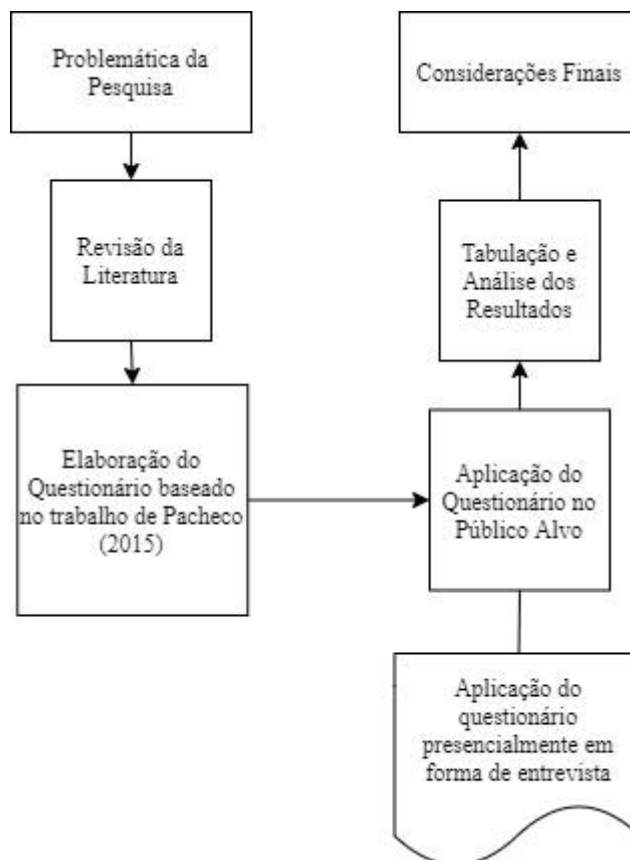 Problemática da
Pesquisa
Revisão da
Literatura
Elaboração do
Questionário baseado
no trabalho de Pacheco
(2015)
Aplicação do
Questionário no
Público Alvo
Aplicação do
questionário
presencialmente em
forma de entrevista
Tabulação e
Análise dos
Resultados
Considerações Finais